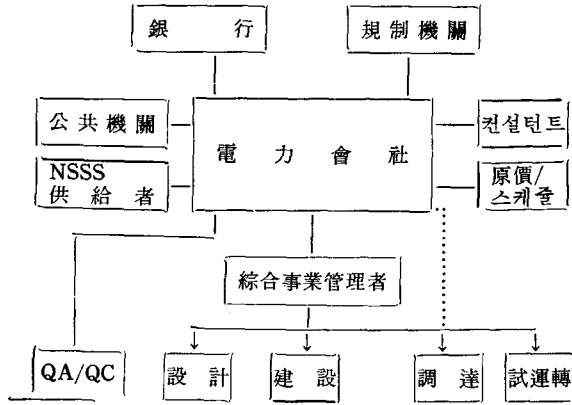 銀行
規制機關
公共機關
電力會社
컨설턴트
NSSS
供給者
原價/
스케쥴
綜合事業管理者
QA/QC
設計
建設
調達
試運轉